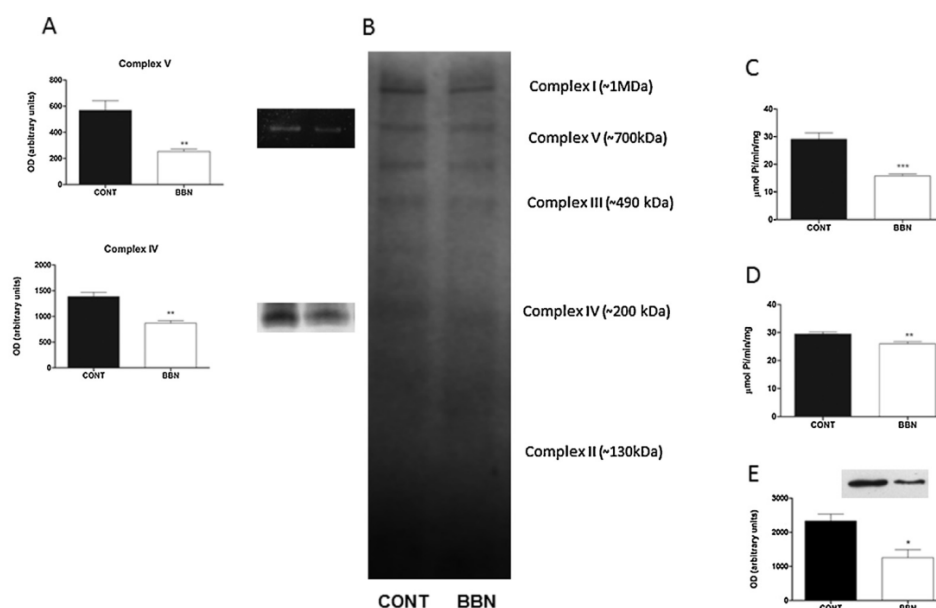 A
Complex V
OD (arbitrary units)
800
600
400
200
0
**
CONT BBN
Complex IV
OD (arbitrary units)
2000
1500
1000
500
0
**
CONT BBN
B
Complex I (~1MDa)
Complex V (~700kDa)
Complex III (~490 kDa)
Complex IV (~200 kDa)
Complex II (~130kDa)
CONT BBN
C
µmol Pi/min/mg
40
30
20
10
0
***
CONT BBN
D
µmol Pi/min/mg
40
30
20
10
0
**
CONT BBN
E
OD (arbitrary units)
3000
2000
1000
0
*
CONT BBN